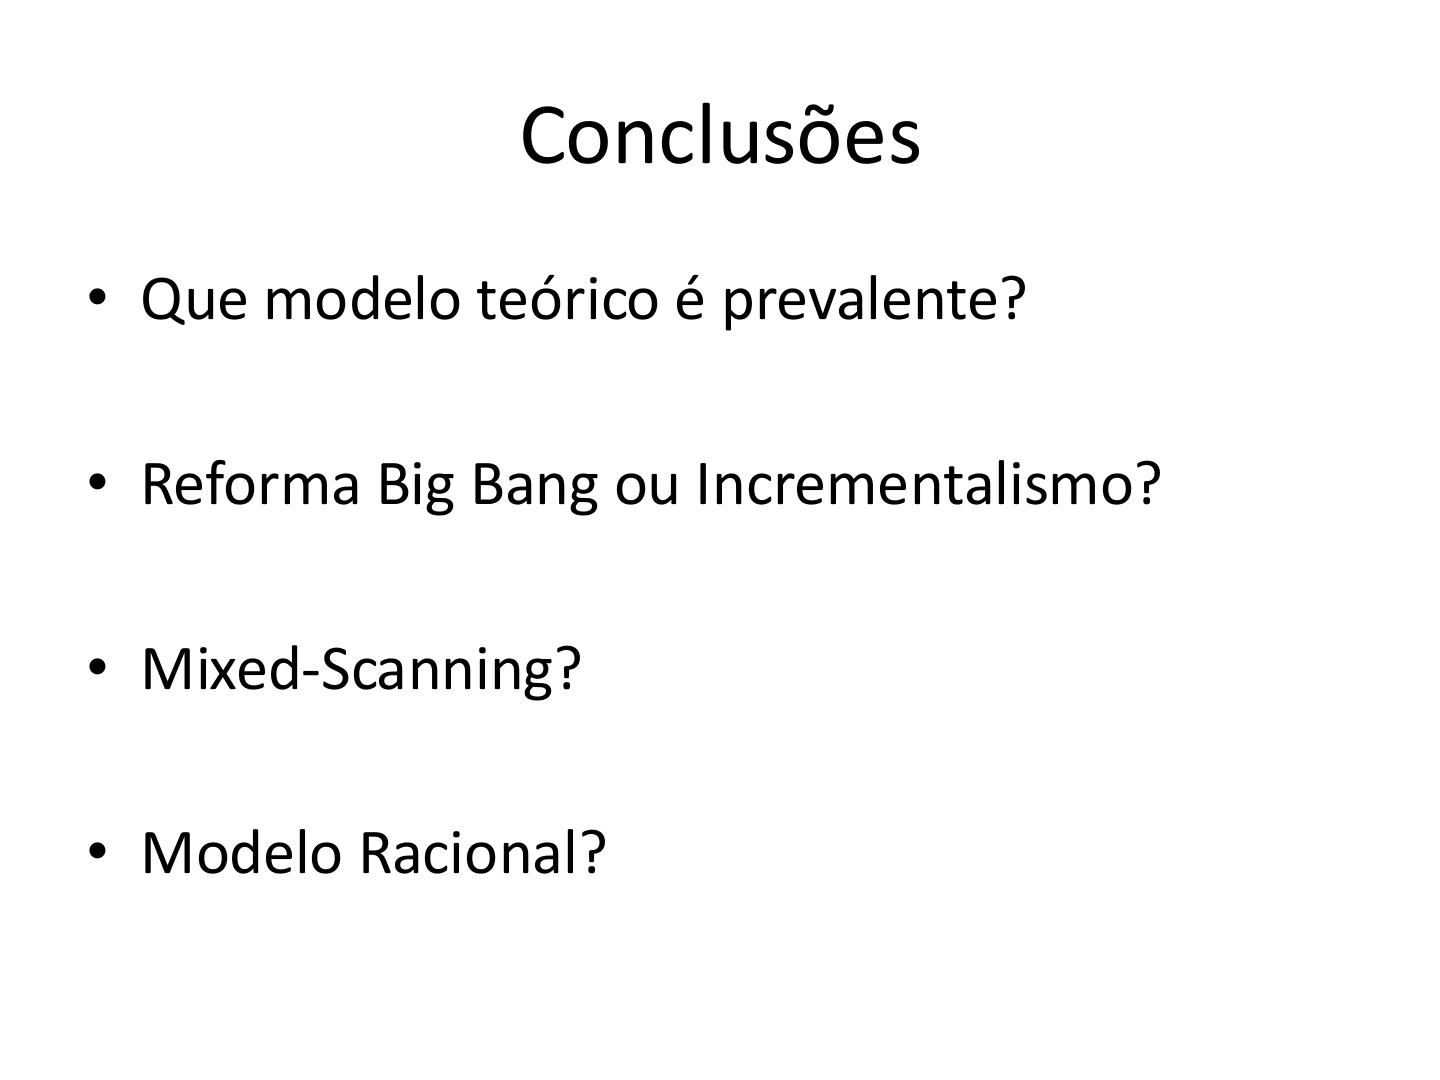 Conclusões
• Que modelo teórico é prevalente?
• Reforma Big Bang ou Incrementalismo?
• Mixed-Scanning?
• Modelo Racional?